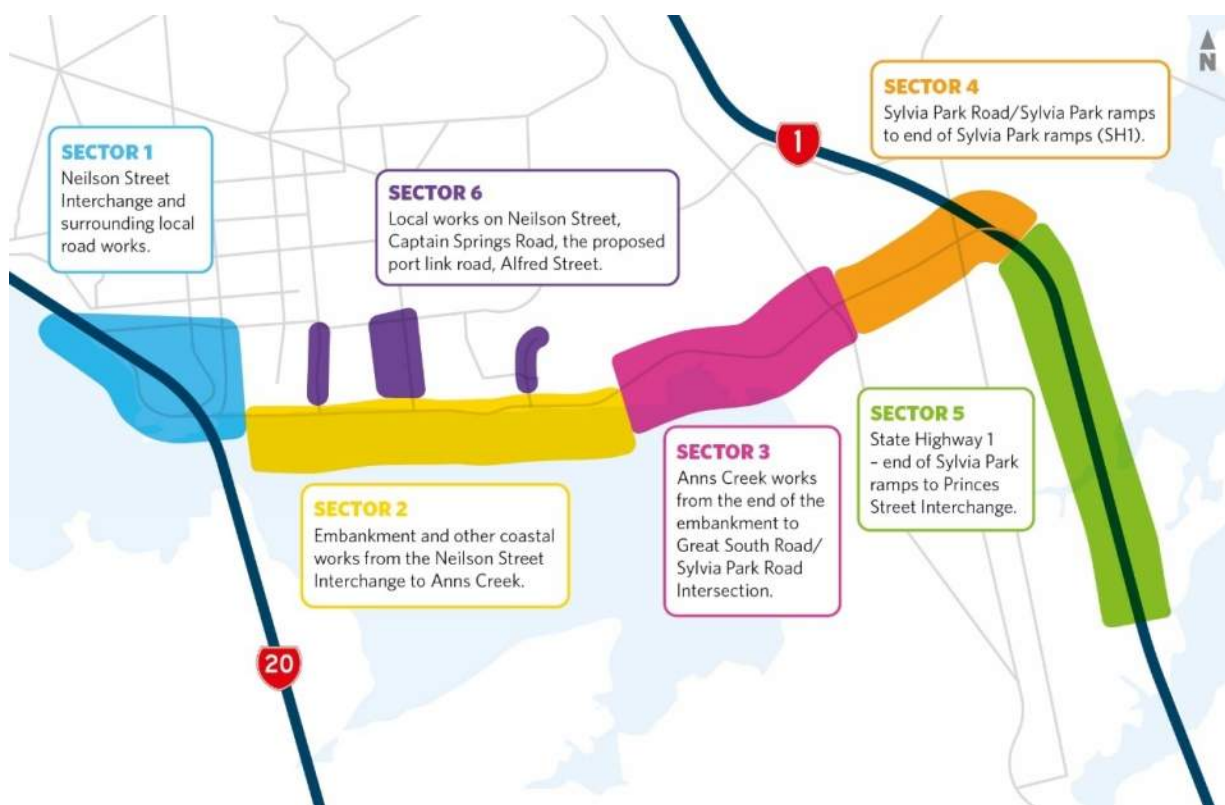 N
SECTOR 4
Sylvia Park Road/Sylvia Park ramps
to end of Sylvia Park ramps (SH1).
1
SECTOR 1
Neilson Street
Interchange and
surrounding local
road works.
SECTOR 6
Local works on Neilson Street,
Captain Springs Road, the proposed
port link road, Alfred Street.
SECTOR 5
State Highway 1
– end of Sylvia Park
ramps to Princes
Street Interchange.
SECTOR 3
Anns Creek works
from the end of the
embankment to
Great South Road/
Sylvia Park Road
Intersection.
SECTOR 2
Embankment and other coastal
works from the Neilson Street
Interchange to Anns Creek.
20